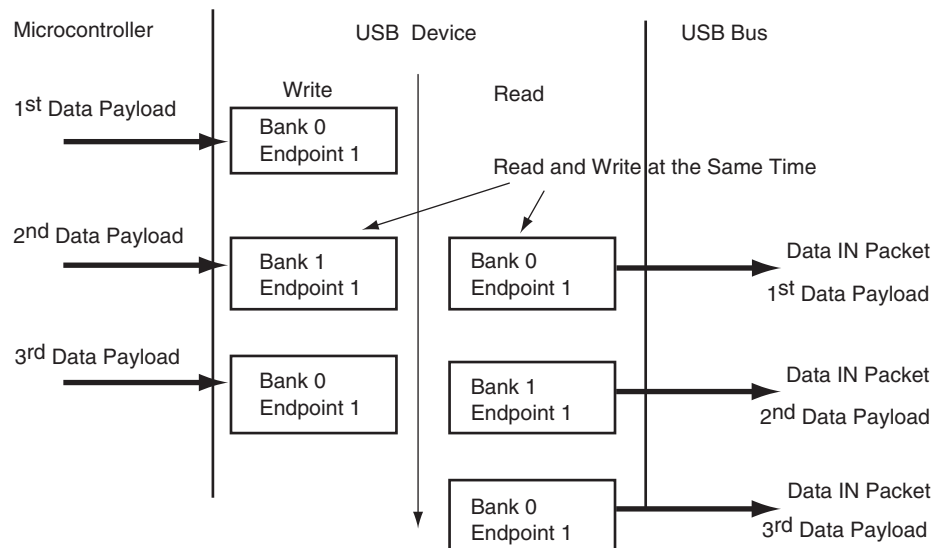 Microcontroller
USB Device
USB Bus
Write
Read
1st Data Payload
Bank 0
Endpoint 1
Read and Write at the Same Time
2nd Data Payload
Bank 1
Endpoint 1
Bank 0
Endpoint 1
Data IN Packet
1st Data Payload
3rd Data Payload
Bank 0
Endpoint 1
Bank 1
Endpoint 1
Data IN Packet
2nd Data Payload
Bank 0
Endpoint 1
Data IN Packet
3rd Data Payload